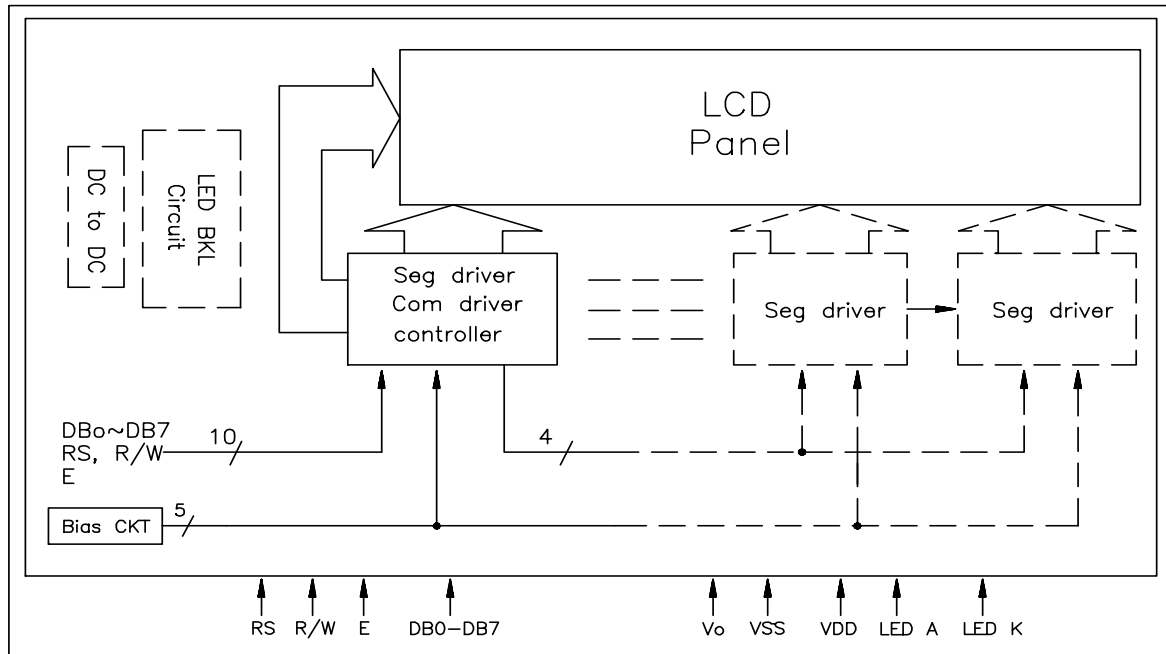 LCD
Panel
DC to DC
LED BKL
Circuit
Seg driver
Com driver
controller
Seg driver
Seg driver
DBo~DB7
RS, R/W
E
10
4
Bias CKT
5
RS
R/W
E
DB0-DB7
Vo
VSS
VDD
LED A
LED K